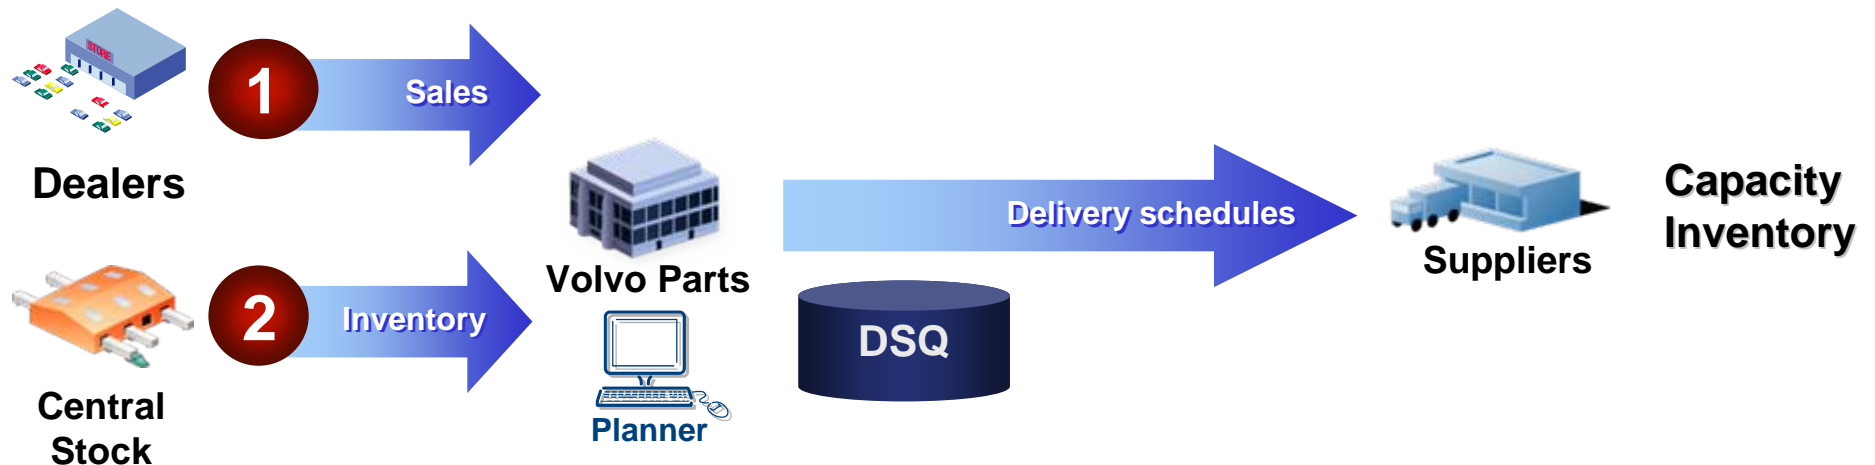 STORE
1
Sales
Dealers
2
Inventory
Central
Stock
Volvo Parts
Planner
Delivery schedules
DSQ
Suppliers
Capacity
Inventory